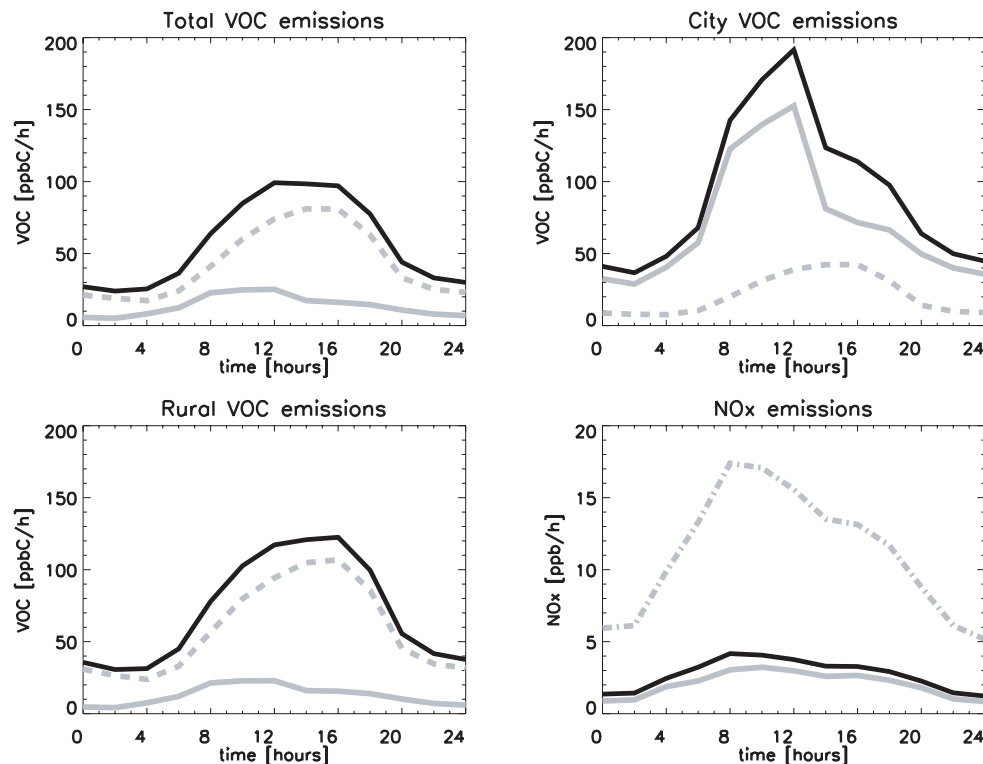 Total VOC emissions
200
150
100
50
0
VOC [ppbC/h]
0 4 8 12 16 20 24
time [hours]
City VOC emissions
200
150
100
50
0
VOC [ppbC/h]
0 4 8 12 16 20 24
time [hours]
Rural VOC emissions
200
150
100
50
0
VOC [ppbC/h]
0 4 8 12 16 20 24
time [hours]
NOx emissions
20
15
10
5
0
NOx [ppb/h]
0 4 8 12 16 20 24
time [hours]